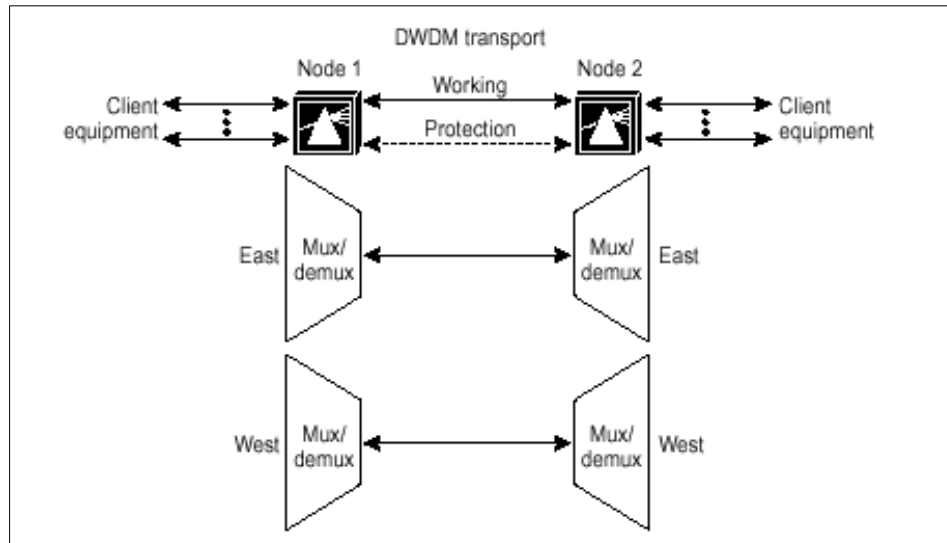 DWDM transport
Node 1
Node 2
Working
Client
equipment
Protection
Client
equipment
East
Mux/
demux
Mux/
demux
East
West
Mux/
demux
Mux/
demux
West